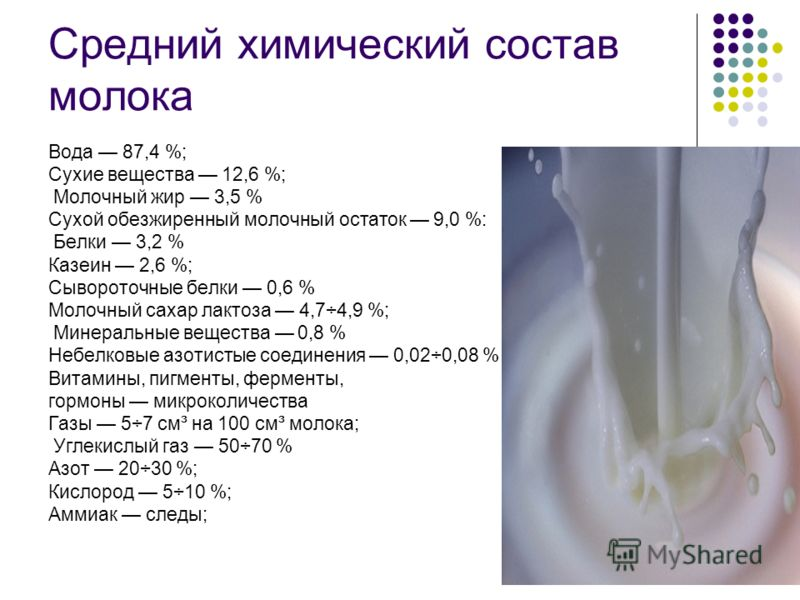 Средний химический состав
молока
Вода — 87,4 %;
Сухие вещества — 12,6 %;
Молочный жир — 3,5 %
Сухой обезжиренный молочный остаток — 9,0 %:
Белки — 3,2 %
Казеин — 2,6 %;
Сывороточные белки — 0,6 %
Молочный сахар лактоза — 4,7÷4,9 %;
Минеральные вещества — 0,8 %
Небелковые азотистые соединения — 0,02÷0,08 %
Витамины, пигменты, ферменты,
гормоны — микроколичества
Газы — 5÷7 см³ на 100 см³ молока;
Углекислый газ — 50÷70 %
Азот — 20÷30 %;
Кислород — 5÷10 %;
Аммиак — следы;
MyShared